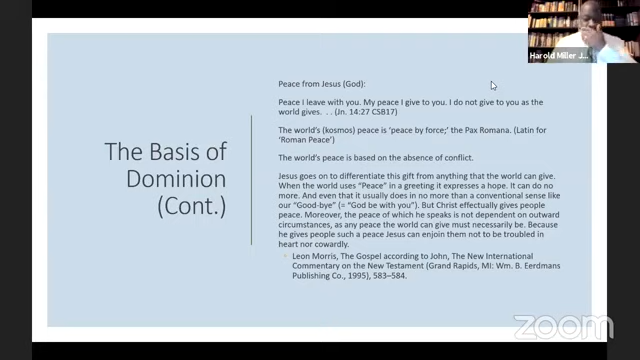 Harold Miller J...
The Basis of
Dominion
(Cont.)
Peace from Jesus (God):
Peace I leave with you. My peace I give to you. I do not give to you as the
world gives. . . (Jn. 14:27 CSB17)
The world's (kosmos) peace is 'peace by force;' the Pax Romana. (Latin for
'Roman Peace')
The world's peace is based on the absence of conflict.
Jesus goes on to differentiate this gift from anything that the world can give.
When the world uses "Peace" in a greeting it expresses a hope. It can do no
more. And even that it usually does in no more than a conventional sense like
our "Good-bye" (= "God be with you"). But Christ effectually gives people
peace. Moreover, the peace of which he speaks is not dependent on outward
circumstances, as any peace the world can give must necessarily be. Because
he gives people such a peace Jesus can enjoin them not to be troubled in
heart nor cowardly.
Leon Morris, The Gospel according to John, The New International
Commentary on the New Testament (Grand Rapids, MI: Wm. B. Eerdmans
Publishing Co., 1995), 583–584.
zoom